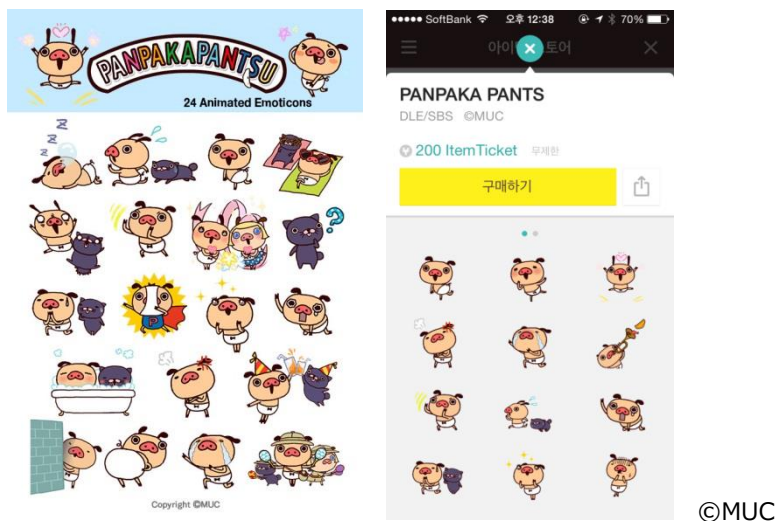 PANPAKAPANTSU
24 Animated Emoticons
Copyright ©MUC
SoftBank 오후 12:38 70%
아이 토어
PANPAKA PANTS
DLE/SBS ©MUC
200 ItemTicket 무제한
구매하기
©MUC